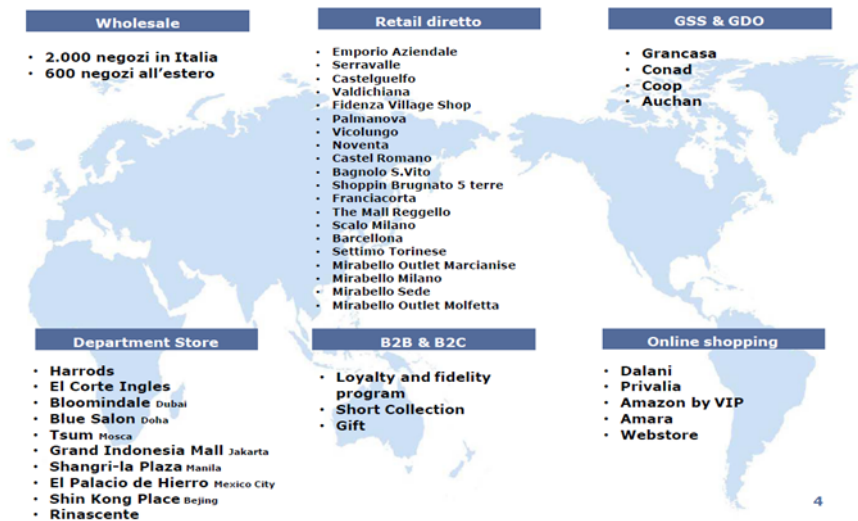 Wholesale
• 2.000 negozi in Italia
• 600 negozi all'estero
Retail diretto
• Emporio Aziendale
• Serravalle
• Castelguelfo
• Valdichiana
• Fidenza Village Shop
• Palmanova
• Vicolungo
• Noventa
• Castel Romano
• Bagnolo S.Vito
• Shoppin Brugnato 5 terre
• Franciacorta
• The Mall Reggello
• Scalo Milano
• Barcellona
• Settimo Torinese
• Mirabello Outlet Marcianise
• Mirabello Milano
• Mirabello Sede
• Mirabello Outlet Molfetta
GSS & GDO
• Grancasa
• Conad
• Coop
• Auchan
Department Store
• Harrods
• El Corte Ingles
• Bloomindale Dubai
• Blue Salon Doha
• Tsum Mosca
• Grand Indonesia Mall Jakarta
• Shangri-la Plaza Manila
• El Palacio de Hierro Mexico City
• Shin Kong Place Bejing
• Rinascente
B2B & B2C
• Loyalty and fidelity
program
• Short Collection
• Gift
Online shopping
• Dalani
• Privalia
• Amazon by VIP
• Amara
• Webstore
4